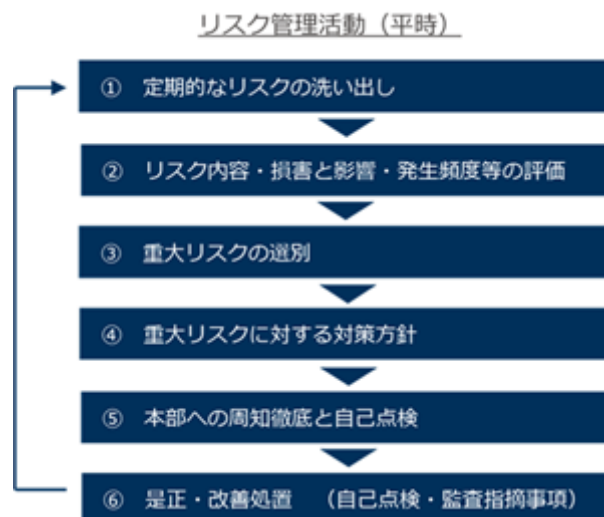 リスク管理活動（平時）
① 定期的なリスクの洗い出し
② リスク内容・損害と影響・発生頻度等の評価
③ 重大リスクの選別
④ 重大リスクに対する対策方針
⑤ 本部への周知徹底と自己点検
⑥ 是正・改善処置 （自己点検・監査指摘事項）